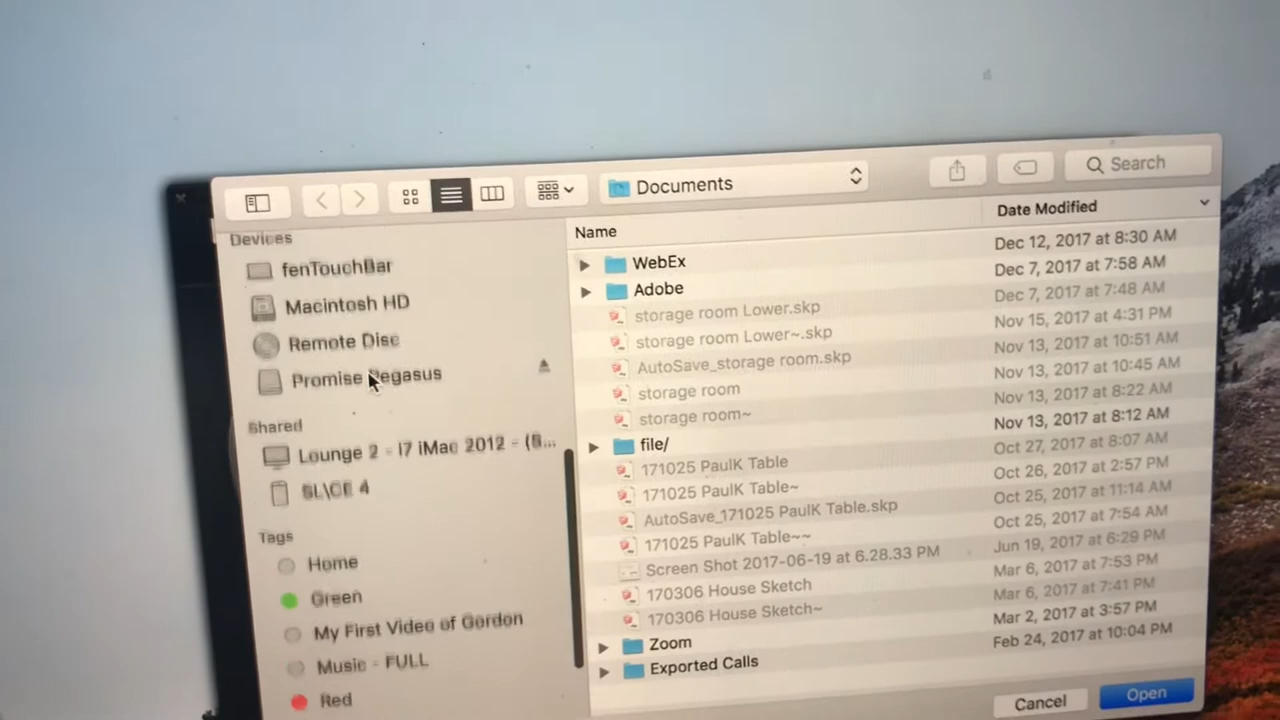 Documents
Search
Devices
fenTouchBar
Macintosh HD
Remote Disc
Promise Pegasus
Shared
Lounge 2 - i7 iMac 2012 - (B...
SL\CE 4
Tags
Home
Green
My First Video of Gordon
Music - FULL
Red
Name Date Modified
WebEx Dec 12, 2017 at 8:30 AM
Adobe Dec 7, 2017 at 7:58 AM
storage room Lower.skp Dec 7, 2017 at 7:48 AM
storage room Lower~.skp Nov 15, 2017 at 4:31 PM
AutoSave_storage room.skp Nov 13, 2017 at 10:51 AM
storage room Nov 13, 2017 at 10:45 AM
storage room~ Nov 13, 2017 at 8:22 AM
file/ Nov 13, 2017 at 8:12 AM
171025 PaulK Table Oct 27, 2017 at 8:07 AM
171025 PaulK Table~ Oct 26, 2017 at 2:57 PM
AutoSave_171025 PaulK Table.skp Oct 25, 2017 at 11:14 AM
171025 PaulK Table~~ Oct 25, 2017 at 7:54 AM
Screen Shot 2017-06-19 at 6.28.33 PM Jun 19, 2017 at 6:29 PM
170306 House Sketch Mar 6, 2017 at 7:53 PM
170306 House Sketch~ Mar 6, 2017 at 7:41 PM
Zoom Mar 2, 2017 at 3:57 PM
Exported Calls Feb 24, 2017 at 10:04 PM
Cancel Open